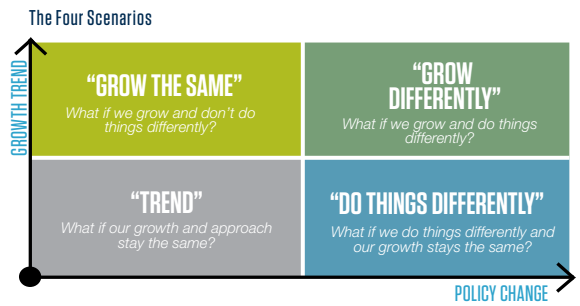 The Four Scenarios
GROWTH TREND
“GROW THE SAME”
What if we grow and don’t do
things differently?
“GROW
DIFFERENTLY”
What if we grow and do things
differently?
“TREND”
What if our growth and approach
stay the same?
“DO THINGS DIFFERENTLY”
What if we do things differently and
our growth stays the same?
POLICY CHANGE